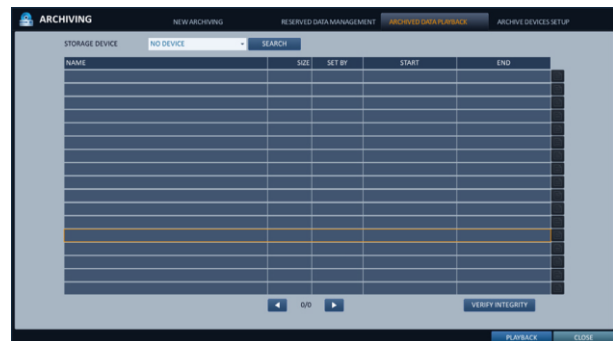 ARCHIVING NEW ARCHIVING RESERVED DATA MANAGEMENT ARCHIVED DATA PLAYBACK ARCHIVE DEVICES SETUP
STORAGE DEVICE NO DEVICE SEARCH
NAME SIZE SET BY START END
0/0 VERIFY INTEGRITY
PLAYBACK CLOSE